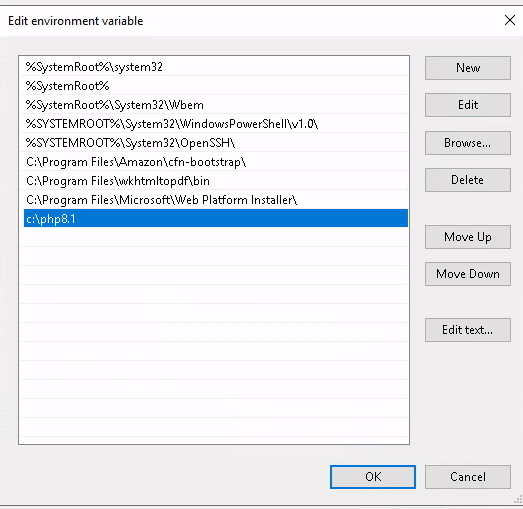 Edit environment variable
%SystemRoot%\system32
%SystemRoot%
%SystemRoot%\System32\Wbem
%SYSTEMROOT%\System32\WindowsPowerShell\v1.0\
%SYSTEMROOT%\System32\OpenSSH\
C:\Program Files\Amazon\cfn-bootstrap\
C:\Program Files\wkhtmltopdf\bin
C:\Program Files\Microsoft\Web Platform Installer\
c:\php8.1
New
Edit
Browse...
Delete
Move Up
Move Down
Edit text...
OK
Cancel